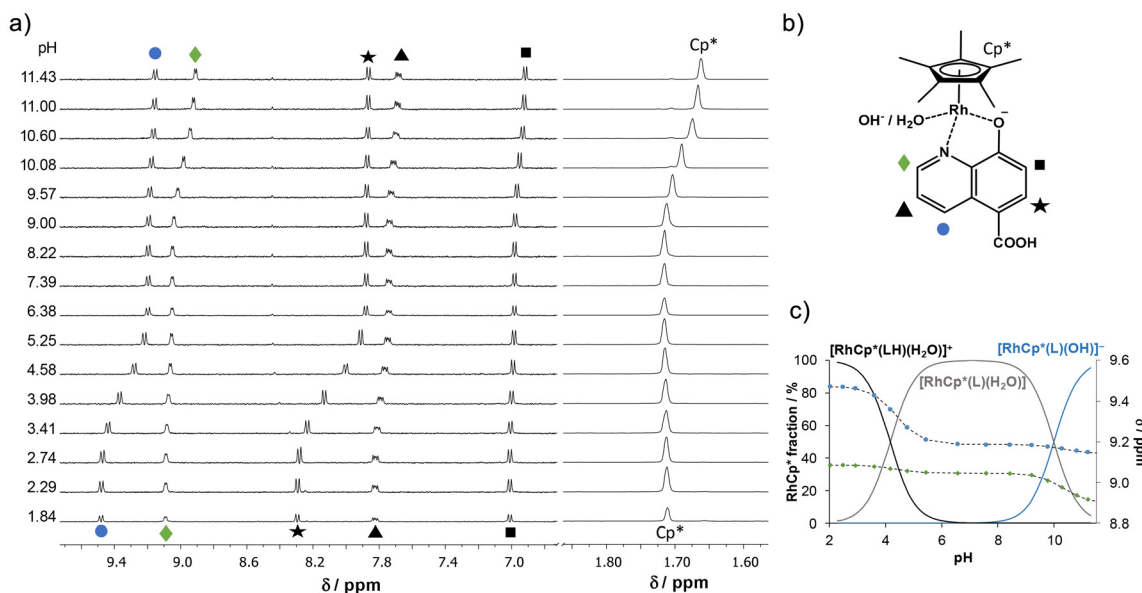 a)
pH
Cp*
11.43
11.00
10.60
10.08
9.57
9.00
8.22
7.39
6.38
5.25
4.58
3.98
3.41
2.74
2.29
1.84
Cp*
9.4 9.0 8.6 8.2 7.8 7.4 7.0
1.80 1.70 1.60
δ / ppm
δ / ppm
b)
Cp*
Rh
OH⁻ / H₂O
O⁻
N
COOH
c)
[RhCp*(LH)(H₂O)]⁺
[RhCp*(L)(OH)]⁻
[RhCp*(L)(H₂O)]
RhCp* fraction / %
100
80
60
40
20
0
9.6
9.4
9.2
9.0
8.8
δ / ppm
2 4 6 8 10
pH